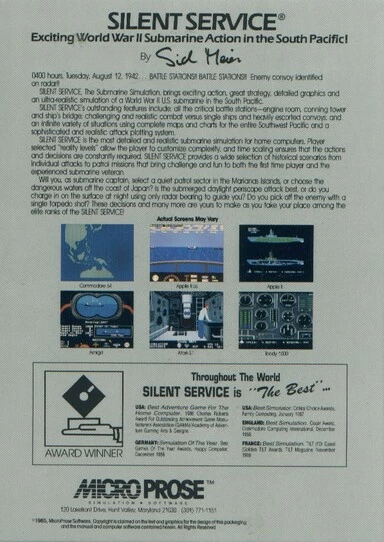 SILENT SERVICE®
Exciting World War II Submarine Action in the South Pacific!
By Sid Meier
0400 hours, Tuesday, August 12, 1942... BATTLE STATIONS!! BATTLE STATIONS!! Enemy convoy identified
on radar!!
SILENT SERVICE, The Submarine Simulation, brings exciting action, great strategy, detailed graphics and
an ultra-realistic simulation of a World War II U.S. submarine in the South Pacific.
SILENT SERVICE's outstanding features include: all the critical battle stations—engine room, conning tower
and ship's bridge; challenging and realistic combat versus single ships and heavily escorted convoys, and
an infinite variety of situations using complete maps and charts for the entire Southwest Pacific and a
sophisticated and realistic attack plotting system.
SILENT SERVICE is the most detailed and realistic submarine simulation for home computers. Player
selected "reality levels" allow the player to customize complexity, and time scaling ensures that the actions
and decisions are constantly required. SILENT SERVICE provides a wide selection of historical scenarios from
individual attacks to patrol missions that bring challenge and fun to both the first time player and the
experienced submarine veteran.
Will you, as submarine captain, select a quiet patrol sector in the Marianas Islands, or choose the
dangerous waters off the coast of Japan? Is the submerged daylight periscope attack best, or do you
charge in on the surface at night using only radar bearing to guide you? Do you pick off the enemy with a
single torpedo shot? These decisions and many more are yours to make as you take your place among the
elite ranks of the SILENT SERVICE!
Actual Screens May Vary
Commodore 64
Apple II GS
Apple II
Amiga
Atari ST
Tandy 1000
AWARD WINNER
Throughout The World
SILENT SERVICE is "The Best"...
USA: Best Adventure Game For The
Home Computer, 1986 Charles Roberts
Award For Outstanding Achievement Game Manu-
facturers Association (GAMA)/Academy of Adven-
ture Gaming Arts & Designs
GERMANY: Simulation Of The Year, Best
Games Of The Year Awards, Happy Computer,
December 1986
USA: Best Simulator, Critics Choice Awards,
Family Computing, January 1987
ENGLAND: Best Simulation, Oscar Awards,
Commodore Computing International, December
1986
FRANCE: Best Simulation, TILT d'Or Court
Golden TILT Awards, TILT Magazine, November
1986
MICROPROSE™
SIMULATION • SOFTWARE
120 Lakefront Drive, Hunt Valley, Maryland 21030 (301) 771-1151
©1985, MicroProse Software, Copyright is claimed on the text and graphics for the design of this packaging
and the manual and computer software contained herein. All Rights Reserved.